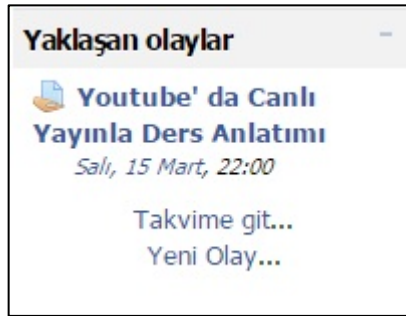 Yaklaşan olaylar
Youtube' da Canlı
Yayınla Ders Anlatımı
Salı, 15 Mart, 22:00
Takvime git...
Yeni Olay...